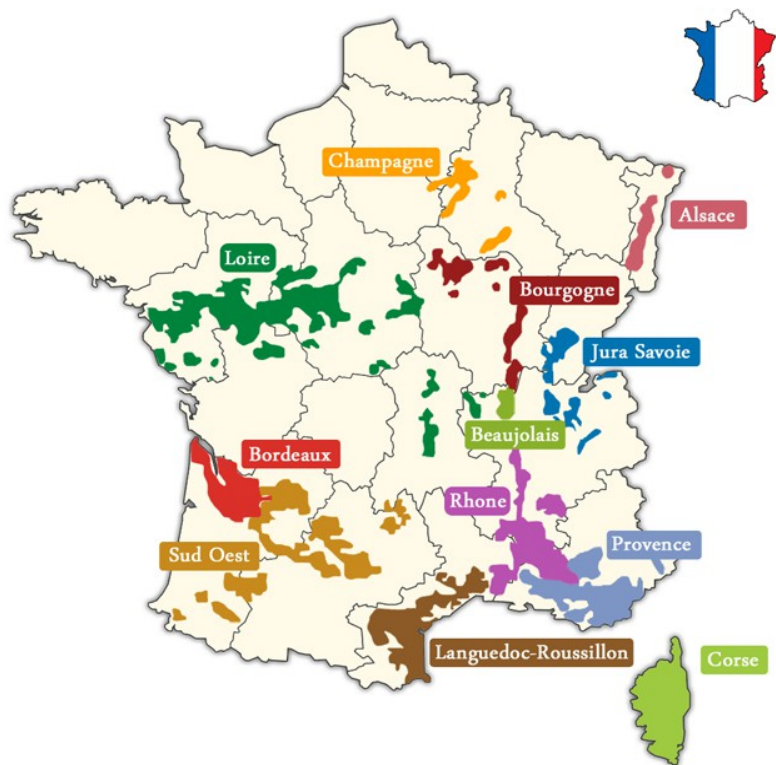 Champagne
Alsace
Loire
Bourgogne
Jura Savoie
Beaujolais
Bordeaux
Rhone
Sud Oest
Provence
Languedoc-Roussillon
Corse